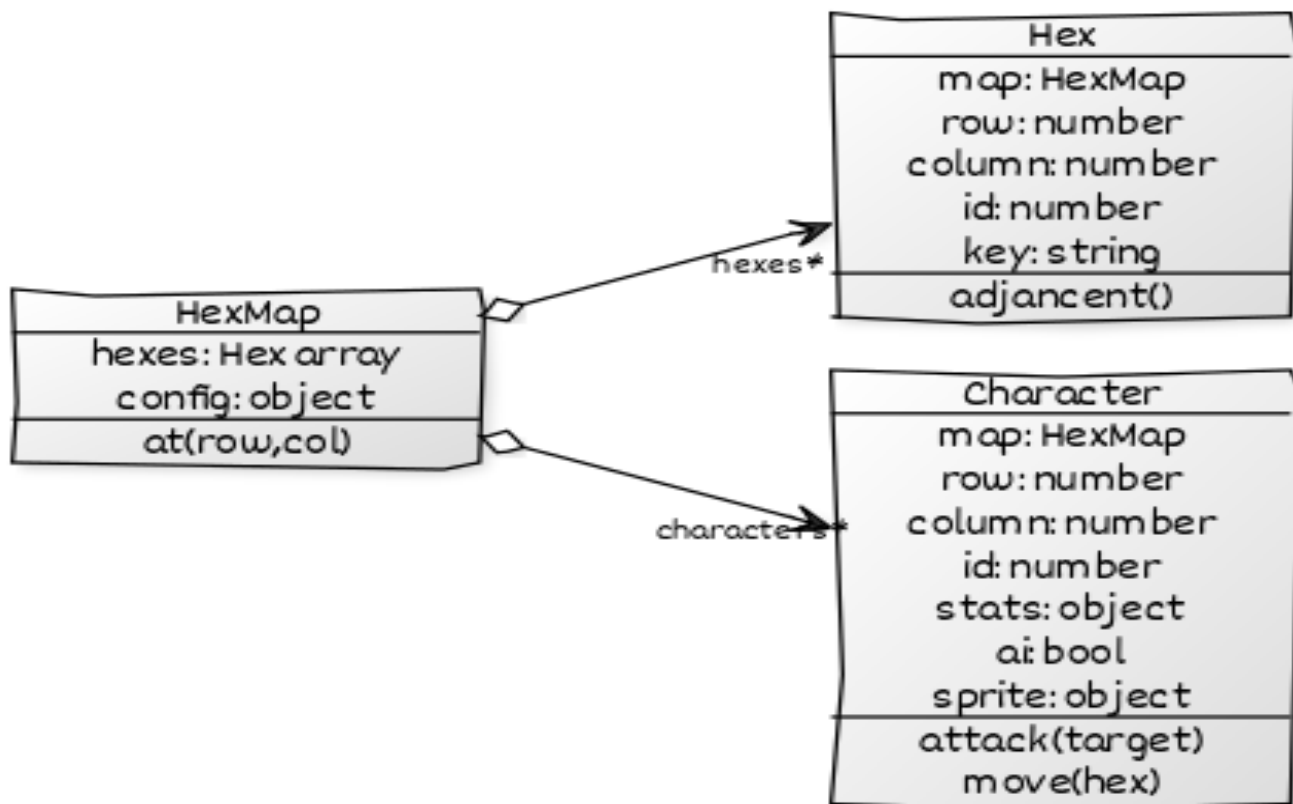 Hex
map: HexMap
row: number
column: number
id: number
key: string
adjancent()
hexes*
HexMap
hexes: Hex array
config: object
at(row,col)
characters*
Character
map: HexMap
row: number
column: number
id: number
stats: object
ai: bool
sprite: object
attack(target)
move(hex)